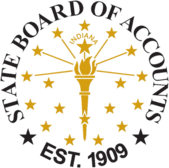 STATE BOARD OF ACCOUNTS
INDIANA
EST. 1909